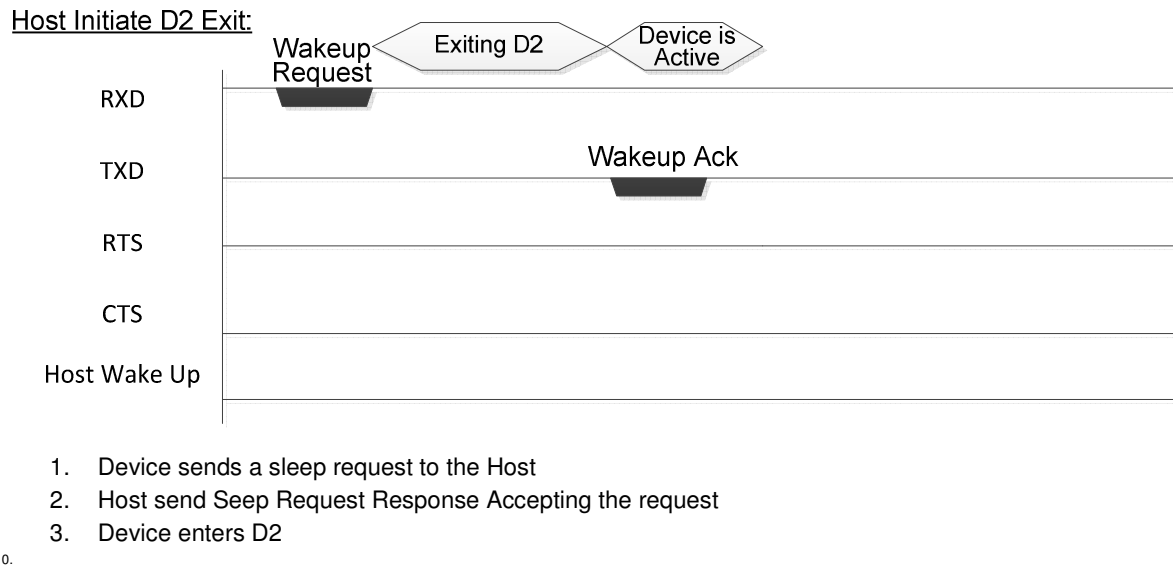 Host Initiate D2 Exit:
Wakeup
Request
Exiting D2
Device is
Active
RXD
Wakeup Ack
TXD
RTS
CTS
Host Wake Up
1. Device sends a sleep request to the Host
2. Host send Seep Request Response Accepting the request
3. Device enters D2
0.